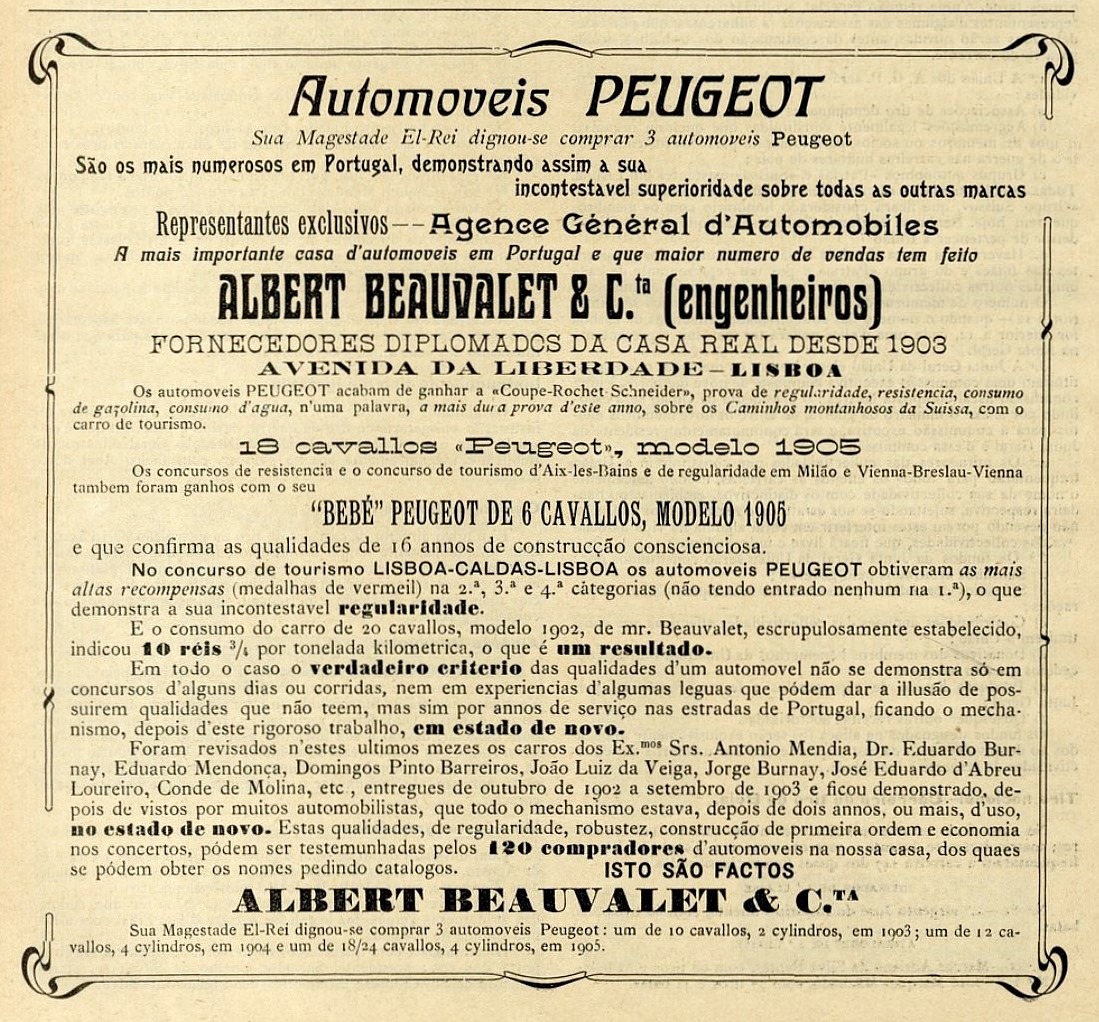 Automoveis PEUGEOT
Sua Magestade El-Rei dignou-se comprar 3 automoveis Peugeot
São os mais numerosos em Portugal, demonstrando assim a sua
incontestavel superioridade sobre todas as outras marcas
Representantes exclusivos—Agence Général d'Automobiles
A mais importante casa d'automoveis em Portugal e que maior numero de vendas tem feito
ALBERT BEAUVALET & C.ta (engenheiros)
FORNECEDORES DIPLOMADOS DA CASA REAL DESDE 1903
AVENIDA DA LIBERDADE–LISBOA
Os automoveis PEUGEOT acabam de ganhar a «Coupe-Rochet-Schneider», prova de regularidade, resistencia, consumo
de gazolina, consumo d'agua, n'uma palavra, a mais dura prova d'este anno, sobre os Caminhos montanhosos da Suissa, com o
carro de tourismo.
18 cavallos «Peugeot», modelo 1905
Os concursos de resistencia e o concurso de tourismo d'Aix-les-Bains e de regularidade em Milão e Vienna-Breslau-Vienna
tambem foram ganhos com o seu
"BEBÉ" PEUGEOT DE 6 CAVALLOS, MODELO 1905
e que confirma as qualidades de 16 annos de construcção conscienciosa.
No concurso de tourismo LISBOA-CALDAS-LISBOA os automoveis PEUGEOT obtiveram as mais
altas recompensas (medalhas de vermeil) na 2.ª, 3.ª e 4.ª cátegorias (não tendo entrado nenhum na 1.ª), o que
demonstra a sua incontestavel regularidade.
E o consumo do carro de 20 cavallos, modelo 1902, de mr. Beauvalet, escrupulosamente estabelecido,
indicou 10 réis 3/4 por tonelada kilometrica, o que é um resultado.
Em todo o caso o verdadeiro criterio das qualidades d'um automovel não se demonstra só em
concursos d'alguns dias ou corridas, nem em experiencias d'algumas leguas que pódem dar a illusão de pos-
suirem qualidades que não teem, mas sim por annos de serviço nas estradas de Portugal, ficando o mecha-
nismo, depois d'este rigoroso trabalho, em estado de novo.
Foram revisados n'estes ultimos mezes os carros dos Ex.mos Srs. Antonio Mendia, Dr. Eduardo Bur-
nay, Eduardo Mendonça, Domingos Pinto Barreiros, João Luiz da Veiga, Jorge Burnay, José Eduardo d'Abreu
Loureiro, Conde de Mólina, etc, entregues de outubro de 1902 a setembro de 1903 e ficou demonstrado, de-
pois de vistos por muitos automobilistas, que todo o mechanismo estava, depois de dois annos, ou mais, d'uso,
no estado de novo. Estas qualidades, de regularidade, robustez, construcção de primeira ordem e economia
nos concertos, pódem ser testemunhadas pelos 120 compradores d'automoveis na nossa casa, dos quaes
se pódem obter os nomes pedindo catalogos. ISTO SÃO FACTOS
ALBERT BEAUVALET & C.TA
Sua Magestade El-Rei dignou-se comprar 3 automoveis Peugeot: um de 10 cavallos, 2 cylindros, em 1903; um de 12 ca-
vallos, 4 cylindros, em 1904 e um de 18/24 cavallos, 4 cylindros, em 1905.